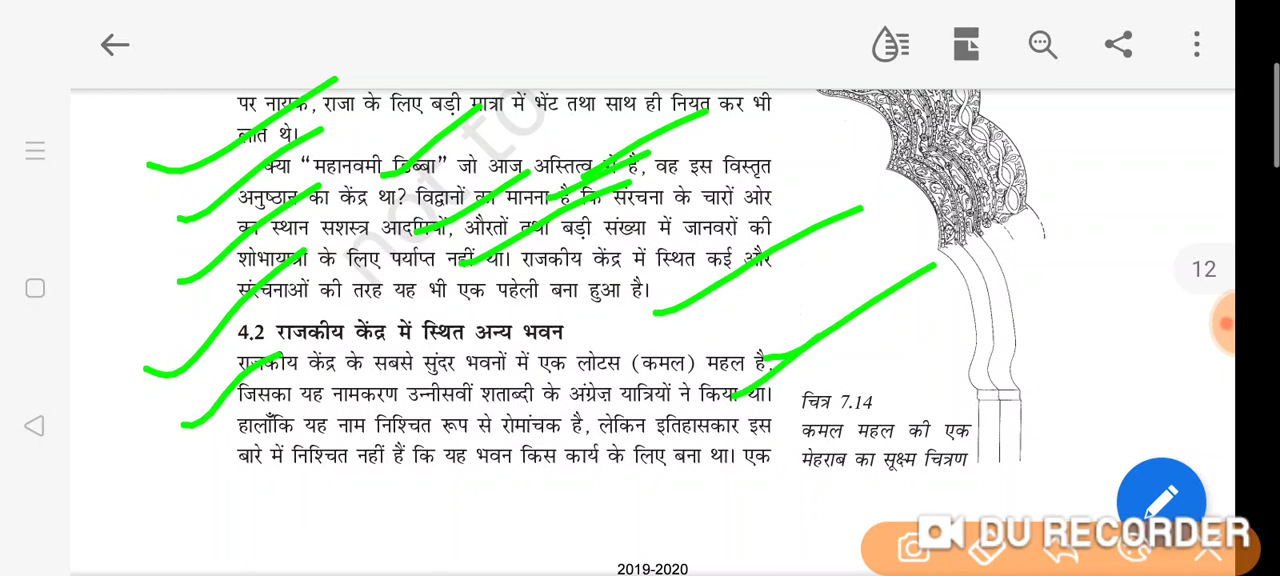 पर नायक, राजा के लिए बड़ी मात्रा में भेंट तथा साथ ही नियत कर भी
लाते थे।
क्या “महानवमी डिब्बा” जो आज अस्तित्व में है, वह इस विस्तृत
अनुष्ठान का केंद्र था? विद्वानों का मानना है कि संरचना के चारों ओर
का स्थान सशस्त्र आदमियों, औरतों तथा बड़ी संख्या में जानवरों की
शोभायात्रा के लिए पर्याप्त नहीं था। राजकीय केंद्र में स्थित कई और
संरचनाओं की तरह यह भी एक पहेली बना हुआ है।
4.2 राजकीय केंद्र में स्थित अन्य भवन
राजकीय केंद्र के सबसे सुंदर भवनों में एक लोटस (कमल) महल है,
जिसका यह नामकरण उन्नीसवीं शताब्दी के अंग्रेज़ यात्रियों ने किया था।
हालाँकि यह नाम निश्चित रूप से रोमांचक है, लेकिन इतिहासकार इस
बारे में निश्चित नहीं हैं कि यह भवन किस कार्य के लिए बना था। एक
चित्र 7.14
कमल महल की एक
मेहराब का सूक्ष्म चित्रण
12
not to
DU RECORDER
2019-2020